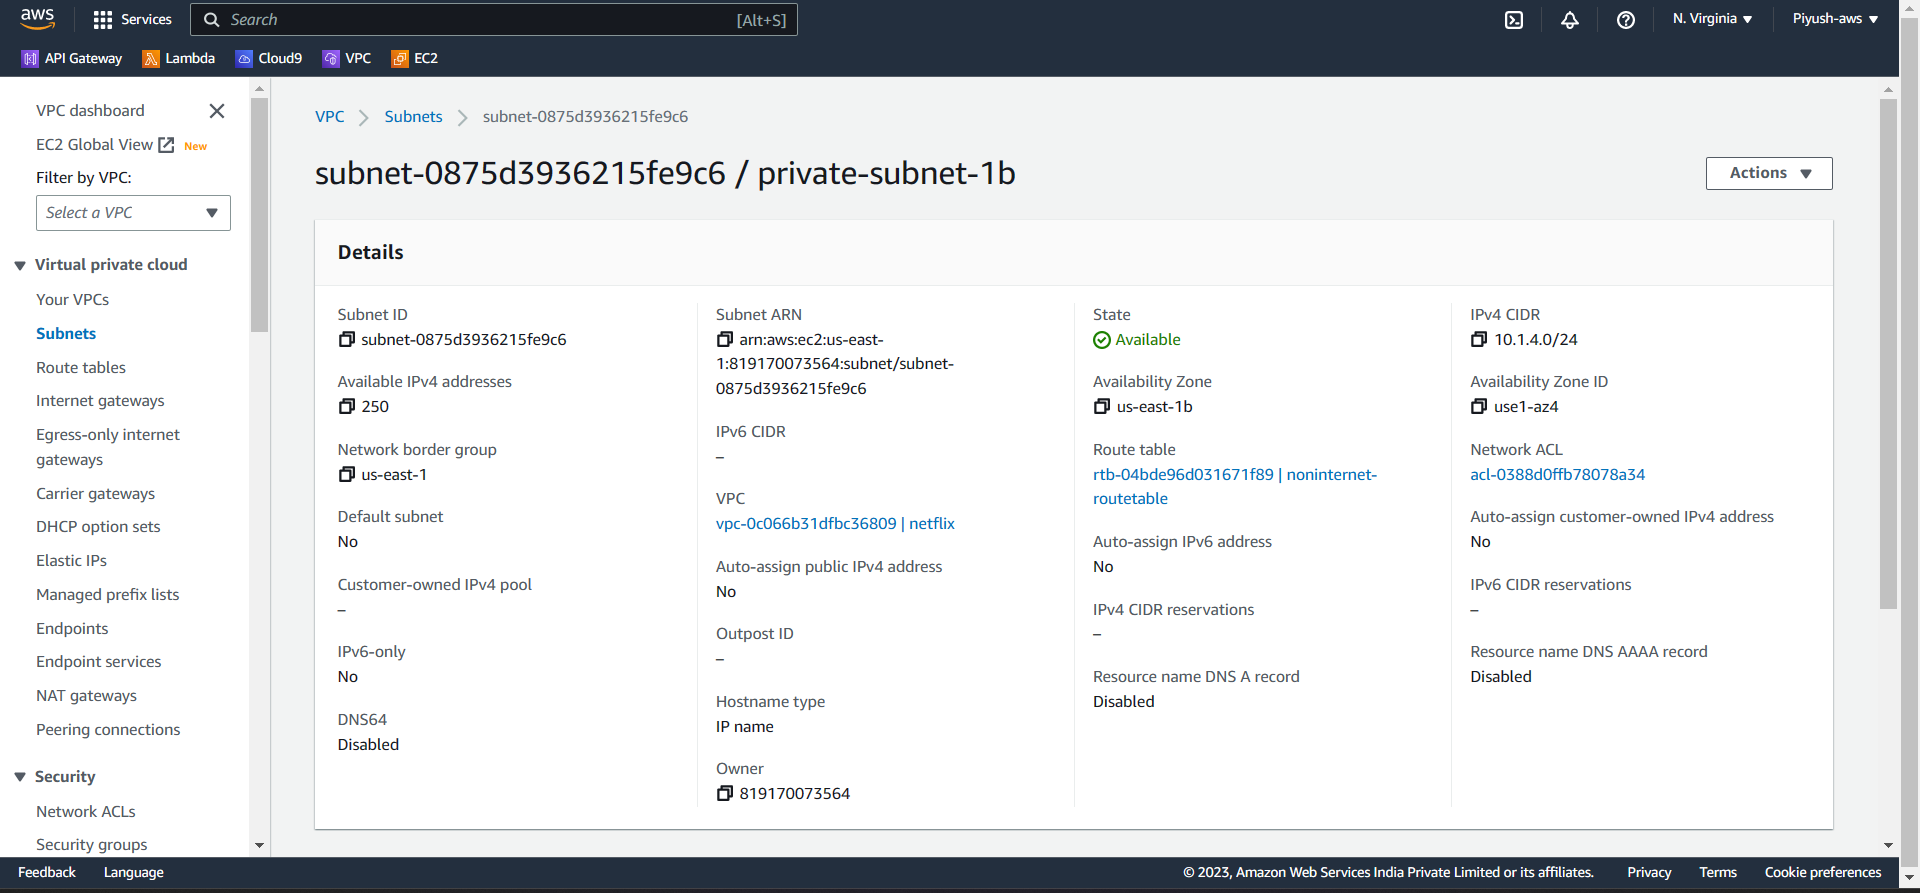 aws
Services
Search
[Alt+S]
N. Virginia
Piyush-aws
API Gateway
Lambda
Cloud9
VPC
EC2
VPC dashboard
EC2 Global View
New
Filter by VPC:
Select a VPC
Virtual private cloud
Your VPCs
Subnets
Route tables
Internet gateways
Egress-only internet
gateways
Carrier gateways
DHCP option sets
Elastic IPs
Managed prefix lists
Endpoints
Endpoint services
NAT gateways
Peering connections
Security
Network ACLs
Security groups
VPC
Subnets
subnet-0875d3936215fe9c6
subnet-0875d3936215fe9c6 / private-subnet-1b
Actions
Details
Subnet ID
subnet-0875d3936215fe9c6
Available IPv4 addresses
250
Network border group
us-east-1
Default subnet
No
Customer-owned IPv4 pool
–
IPv6-only
No
DNS64
Disabled
Subnet ARN
arn:aws:ec2:us-east-
1:819170073564:subnet/subnet-
0875d3936215fe9c6
IPv6 CIDR
–
VPC
vpc-0c066b31dfbc36809 | netflix
Auto-assign public IPv4 address
No
Outpost ID
–
Hostname type
IP name
Owner
819170073564
State
Available
Availability Zone
us-east-1b
Route table
rtb-04bde96d031671f89 | noninternet-
routetable
Auto-assign IPv6 address
No
IPv4 CIDR reservations
–
Resource name DNS A record
Disabled
IPv4 CIDR
10.1.4.0/24
Availability Zone ID
use1-az4
Network ACL
acl-0388d0ffb78078a34
Auto-assign customer-owned IPv4 address
No
IPv6 CIDR reservations
–
Resource name DNS AAAA record
Disabled
Feedback
Language
© 2023, Amazon Web Services India Private Limited or its affiliates.
Privacy
Terms
Cookie preferences